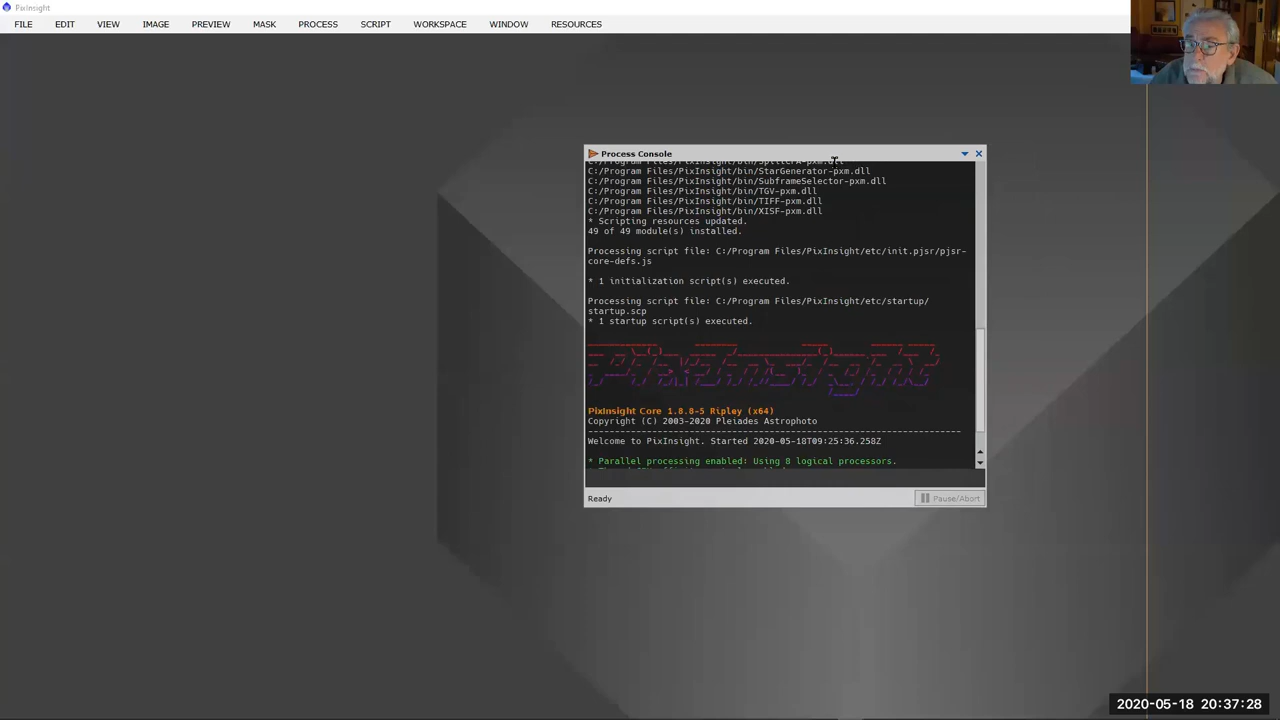 PixInsight
FILE EDIT VIEW IMAGE PREVIEW MASK PROCESS SCRIPT WORKSPACE WINDOW RESOURCES
Process Console
C:/Program Files/PixInsight/bin/StarGenerator-pxm.dll
C:/Program Files/PixInsight/bin/SubframeSelector-pxm.dll
C:/Program Files/PixInsight/bin/TGV-pxm.dll
C:/Program Files/PixInsight/bin/TIFF-pxm.dll
C:/Program Files/PixInsight/bin/XISF-pxm.dll
* Scripting resources updated.
49 of 49 module(s) installed.
Processing script file: C:/Program Files/PixInsight/etc/init.pjsr/pjsr-
core-defs.js
* 1 initialization script(s) executed.
Processing script file: C:/Program Files/PixInsight/etc/startup/
startup.scp
* 1 startup script(s) executed.
PixInsight
PixInsight Core 1.8.8-5 Ripley (x64)
Copyright (C) 2003-2020 Pleiades Astrophoto
Welcome to PixInsight. Started 2020-05-18T09:25:36.258Z
* Parallel processing enabled: Using 8 logical processors.
Ready
Pause/Abort
2020-05-18 20:37:28